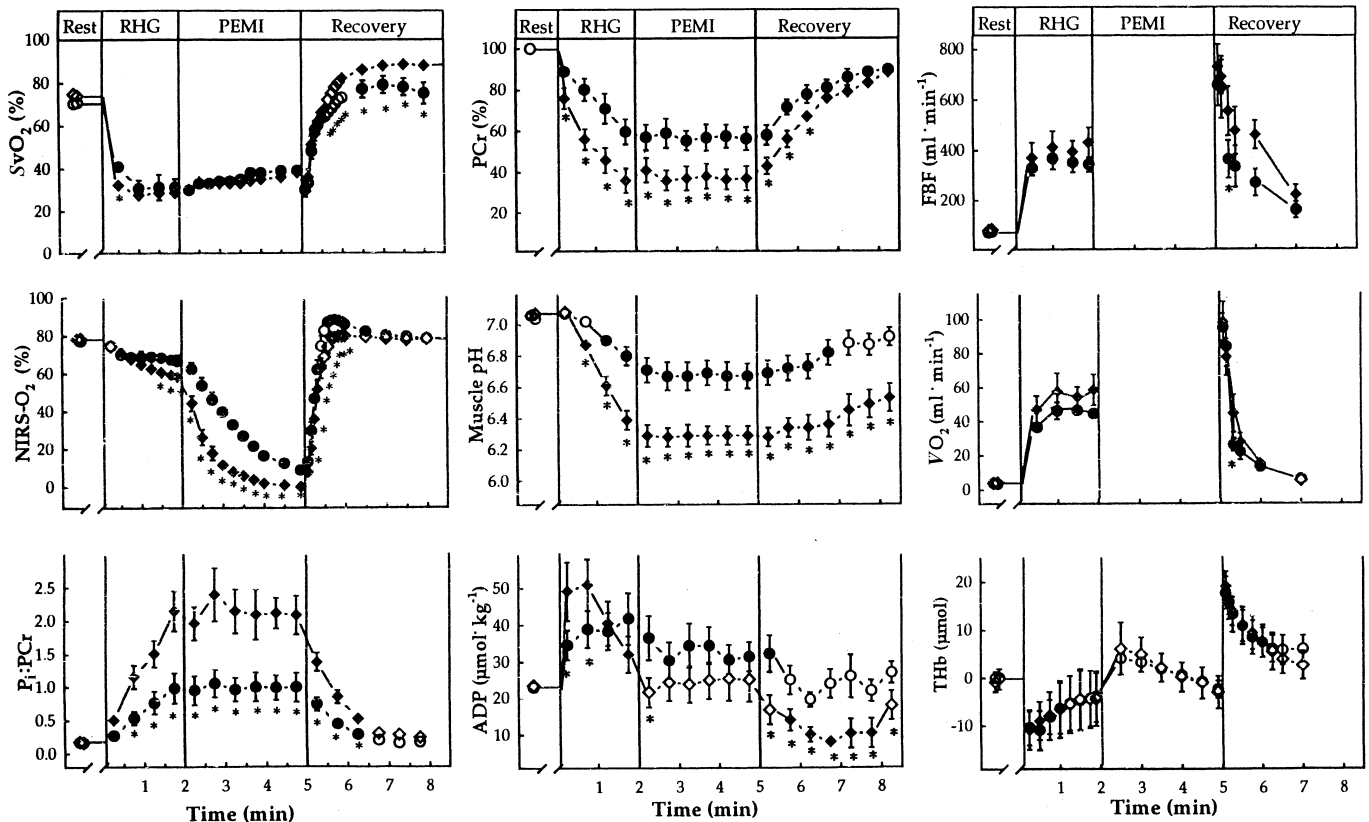 Rest RHG PEMI Recovery
SvO2 (%)
100
80
60
40
20
0
Rest RHG PEMI Recovery
PCr (%)
100
80
60
40
20
Rest RHG PEMI Recovery
FBF (ml · min-1)
800
600
400
200
NIRS-O2 (%)
100
80
60
40
20
0
Muscle pH
7.0
6.8
6.6
6.4
6.2
6.0
VO2 (ml · min-1)
100
80
60
40
20
0
Pi:PCr
2.5
2.0
1.5
1.0
0.5
0.0
1 2 3 4 5 6 7 8
Time (min)
ADP (µmol· kg-1)
50
40
30
20
10
1 2 3 4 5 6 7 8
Time (min)
THb (µmol)
20
10
0
-10
1 2 3 4 5 6 7 8
Time (min)